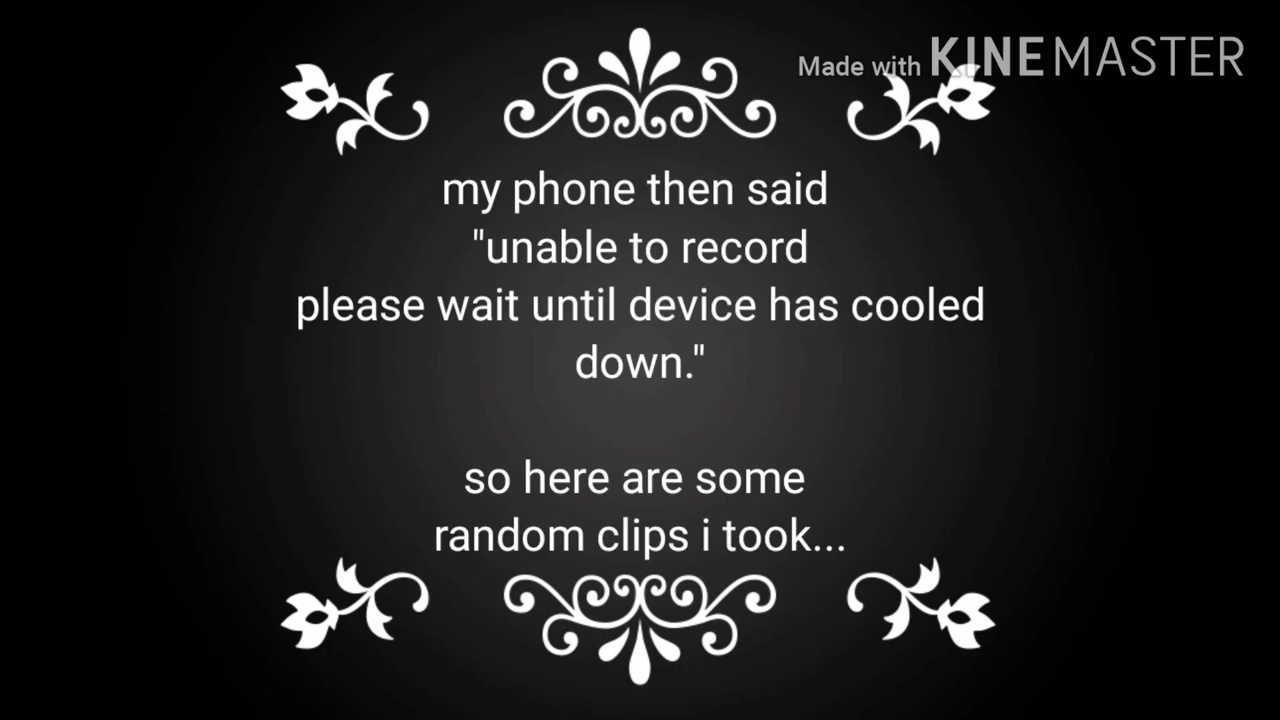 Made with KINEMASTER
my phone then said
"unable to record
please wait until device has cooled
down."
so here are some
random clips i took...